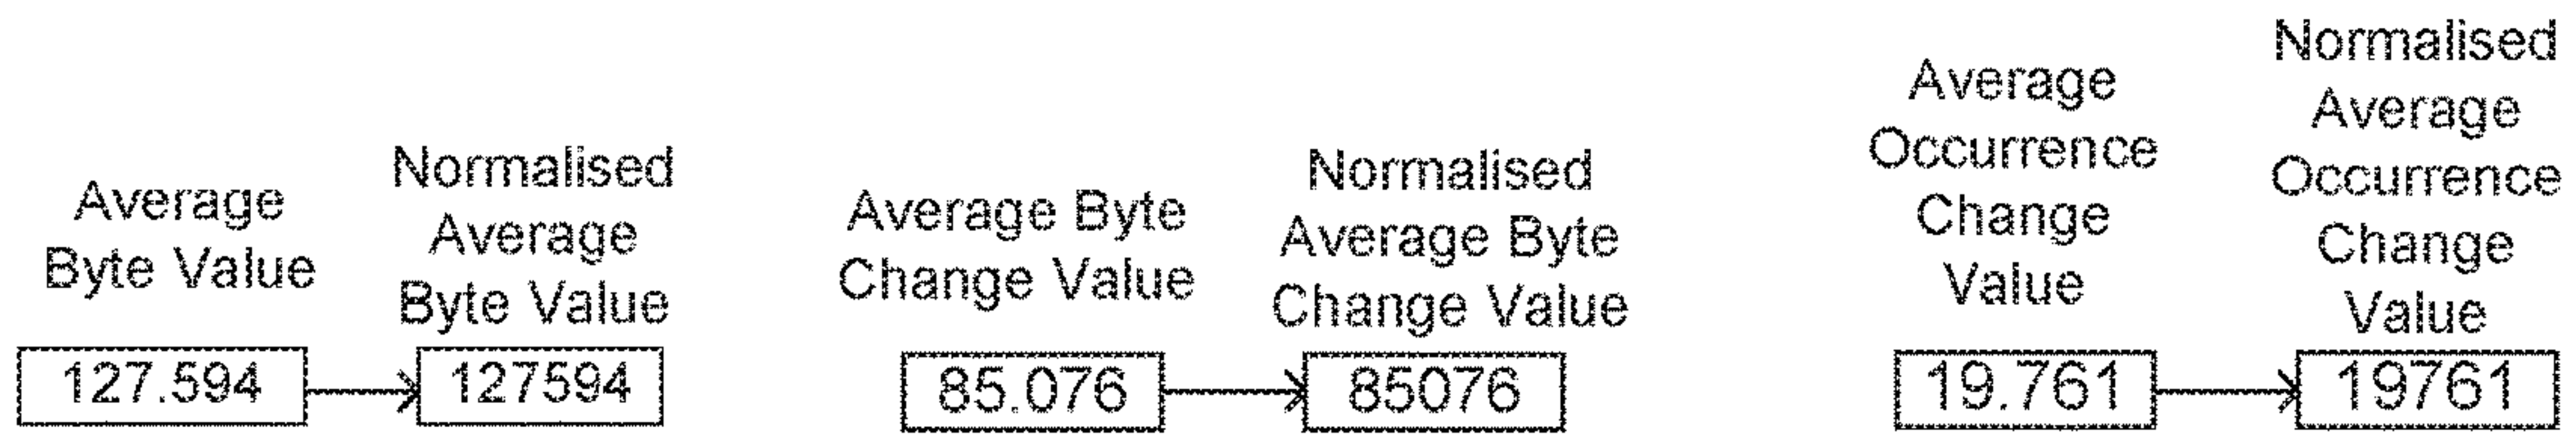 Average
Byte Value
127.594
Normalised
Average
Byte Value
127594
Average Byte
Change Value
85.076
Normalised
Average Byte
Change Value
85076
Average
Occurrence
Change
Value
19.761
Normalised
Average
Occurrence
Change
Value
19761